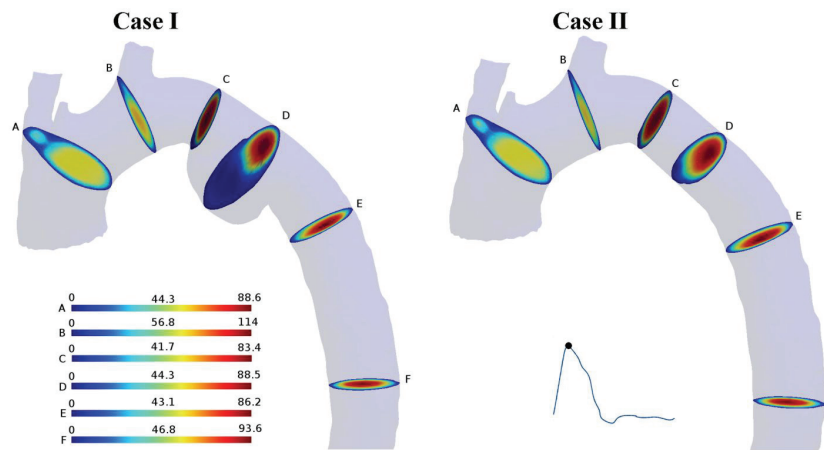 Case I
Case II
B
C
A
D
E
F
B
C
A
D
E
0 44.3 88.6
A
0 56.8 114
B
0 41.7 83.4
C
0 44.3 88.5
D
0 43.1 86.2
E
0 46.8 93.6
F